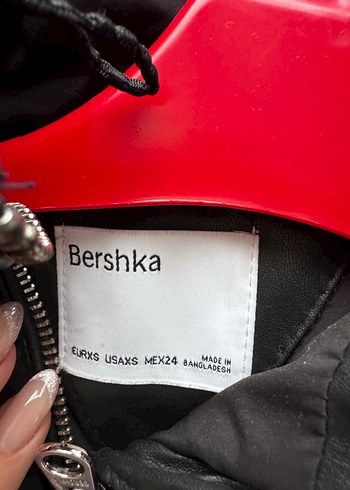 Bershka
EURXS USAXS MEX24 MADE IN
BANGLADESH